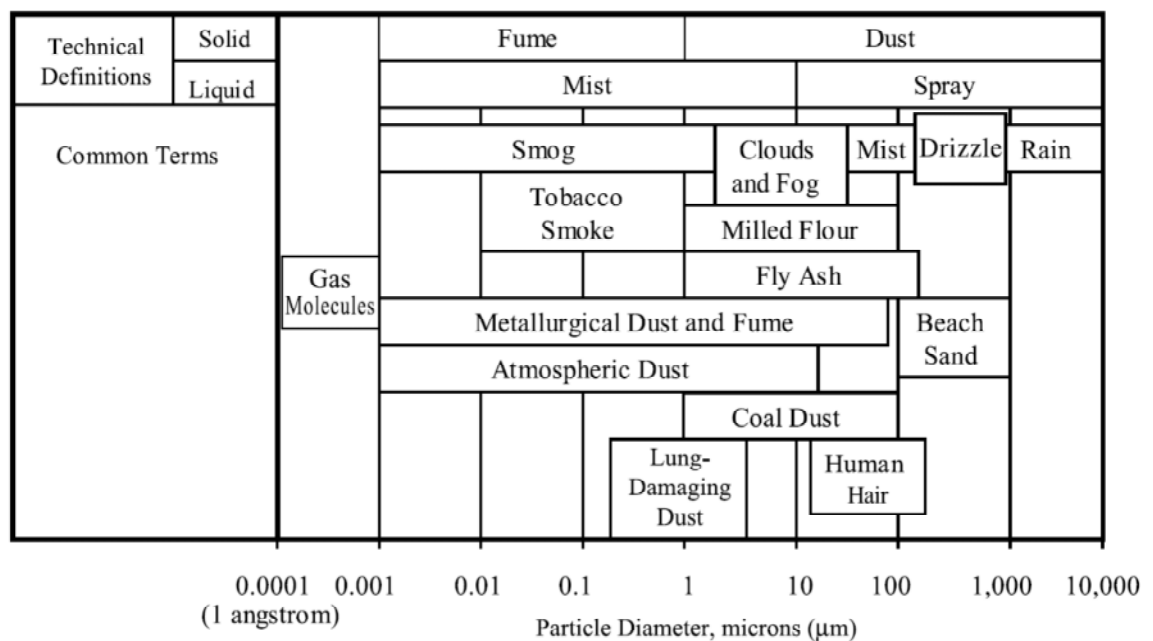 Technical
Definitions
Solid
Liquid
Fume
Dust
Mist
Spray
Common Terms
Smog
Clouds
and Fog
Mist
Drizzle
Rain
Tobacco
Smoke
Milled Flour
Gas
Molecules
Fly Ash
Metallurgical Dust and Fume
Beach
Sand
Atmospheric Dust
Coal Dust
Lung-
Damaging
Dust
Human
Hair
0.0001 0.001 0.01 0.1 1 10 100 1,000 10,000
(1 angstrom)
Particle Diameter, microns (μm)